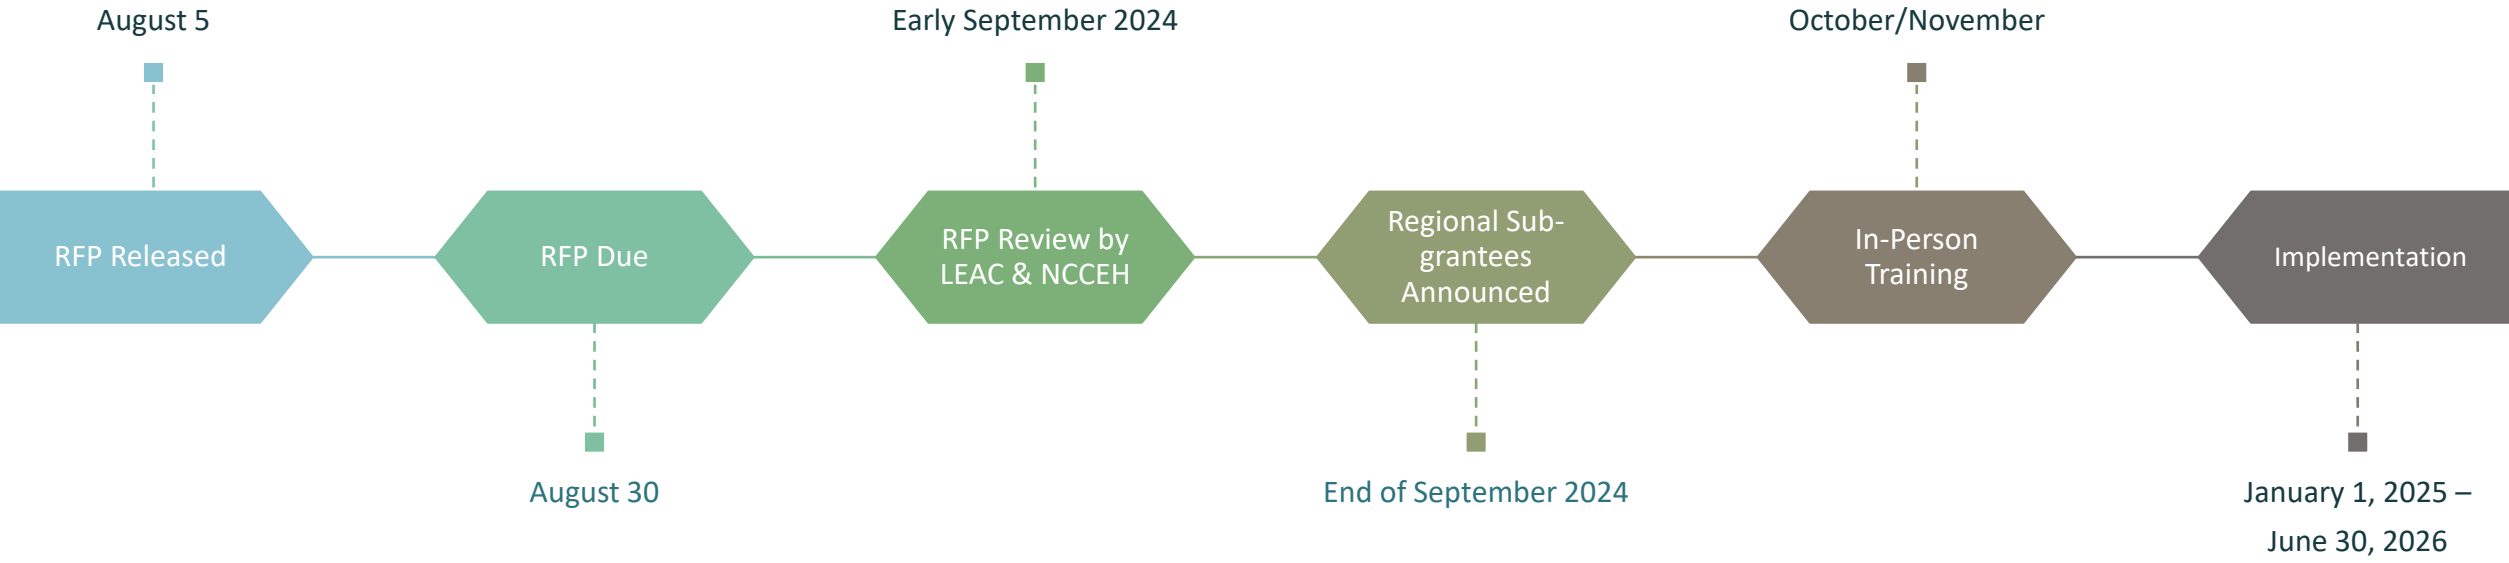 August 5
Early September 2024
October/November
RFP Released
RFP Due
RFP Review by
LEAC & NCCEH
Regional Sub-
grantees
Announced
In-Person
Training
Implementation
August 30
End of September 2024
January 1, 2025 –
June 30, 2026